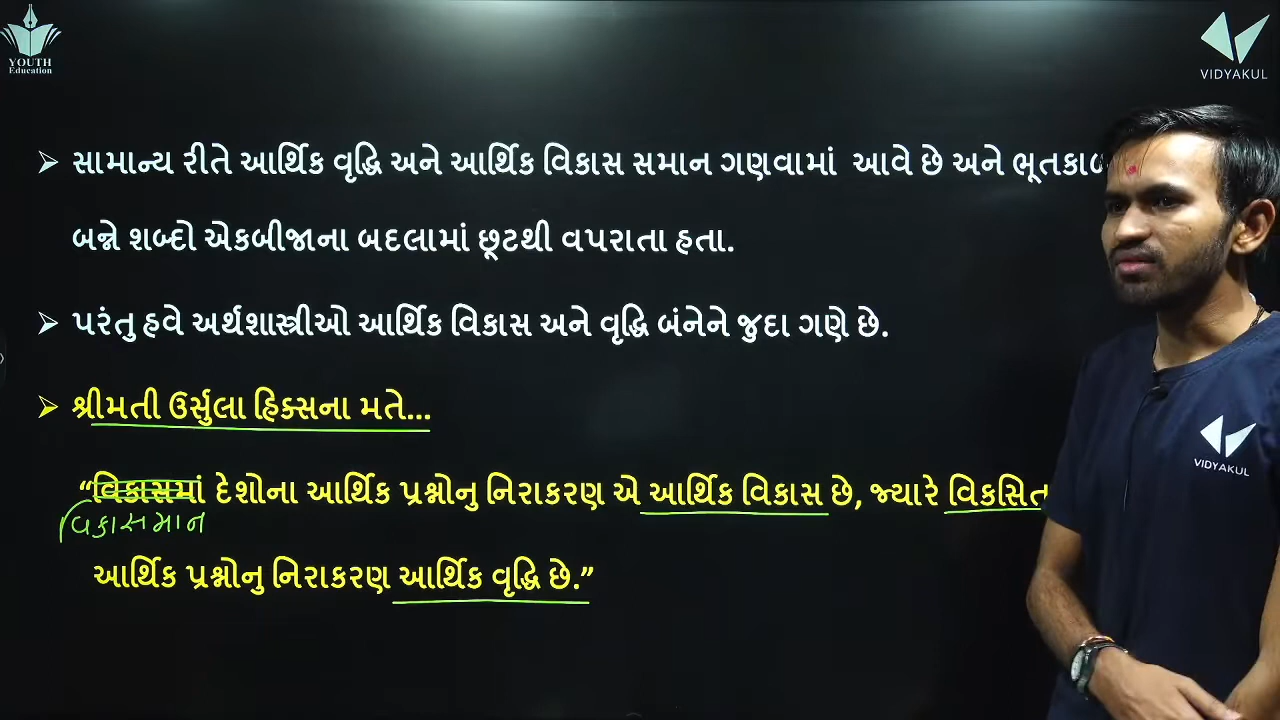 YOUTH
Education
VIDYAKUL
➢ સામાન્ય રીતે આર્થિક વૃદ્ધિ અને આર્થિક વિકાસ સમાન ગણવામાં આવે છે અને
બન્ને શબ્દો એકબીજાના બદલામાં છૂટથી વપરાતા હતા.
➢ પરંતુ હવે અર્થશાસ્ત્રીઓ આર્થિક વિકાસ અને વૃદ્ધિ બંનેને જુદા ગણે છે.
➢ શ્રીમતી ઉર્સુલા હિક્સના મતે...
“વિકાસમાં દેશોના આર્થિક પ્રશ્નોનુ નિરાકરણ એ આર્થિક વિકાસ છે, જ્યારે વિકસિત
વિકાસમાન
આર્થિક પ્રશ્નોનુ નિરાકરણ આર્થિક વૃદ્ધિ છે.”
VIDYAKUL